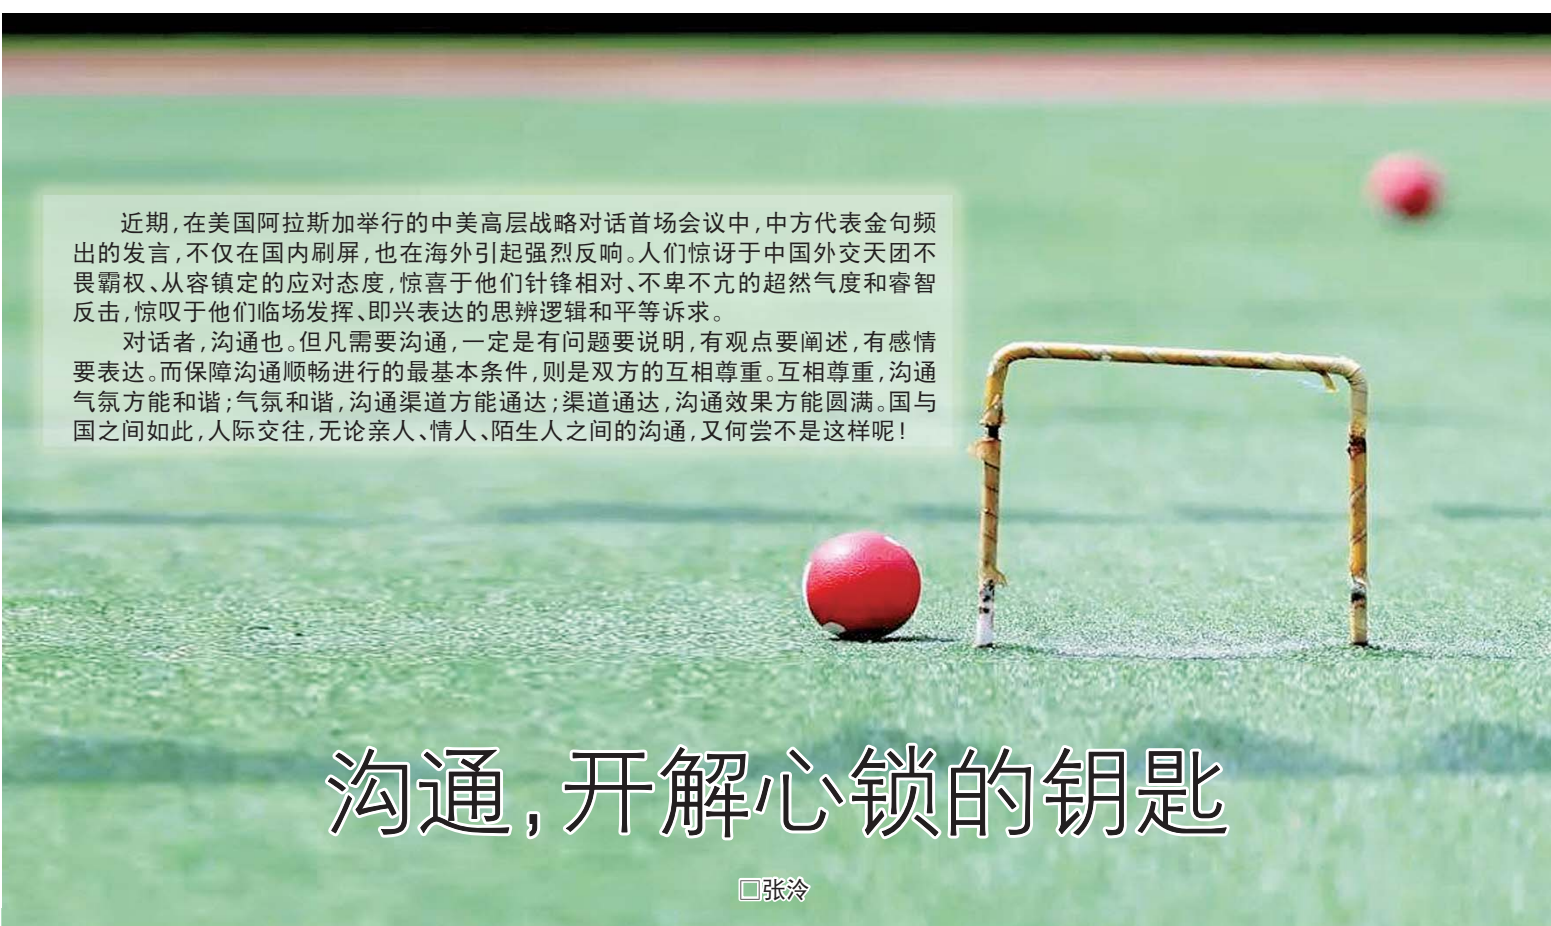 近期,在美国阿拉斯加举行的中美高层战略对话首场会议中,中方代表金句频
出的发言,不仅在国内刷屏,也在海外引起强烈反响。人们惊讶于中国外交天团不
畏霸权、从容镇定的应对态度,惊喜于他们针锋相对、不卑不亢的超然气度和睿智
反击,惊叹于他们临场发挥、即兴表达的思辨逻辑和平等诉求。
对话者,沟通也。但凡需要沟通,一定是有问题要说明,有观点要阐述,有感情
要表达。而保障沟通顺畅进行的最基本条件,则是双方的互相尊重。互相尊重,沟通
气氛方能和谐;气氛和谐,沟通渠道方能通达;渠道通达,沟通效果方能圆满。国与
国之间如此,人际交往,无论亲人、情人、陌生人之间的沟通,又何尝不是这样呢!
沟通,开解心锁的钥匙
□张泠